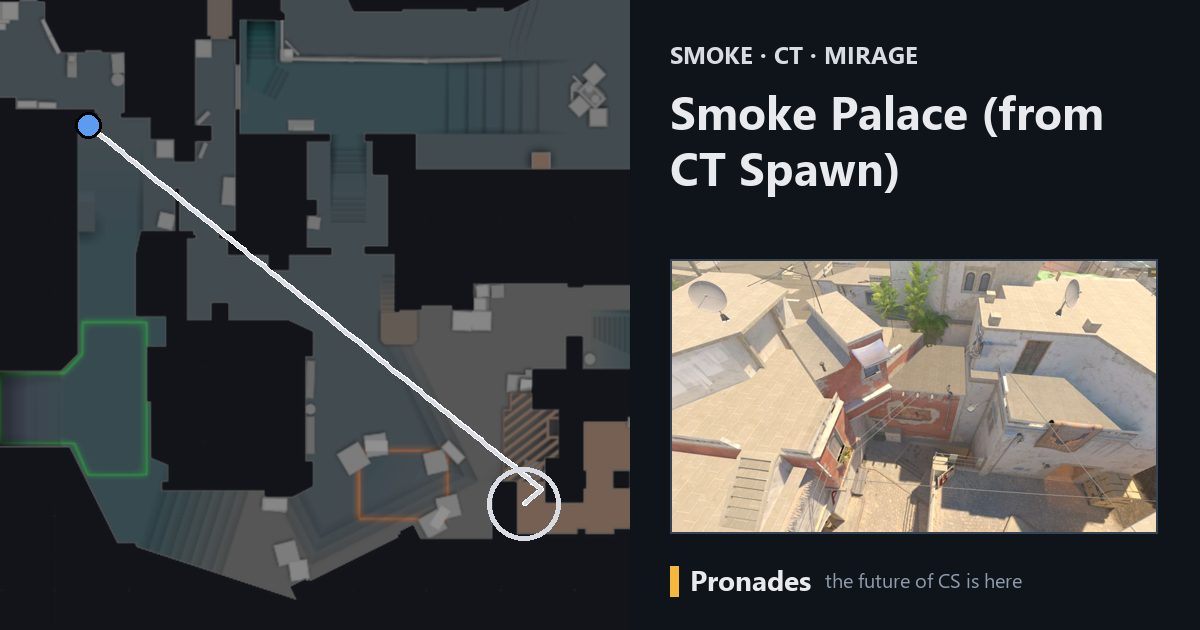 SMOKE · CT · MIRAGE
Smoke Palace (from
CT Spawn)
Pronades the future of CS is here